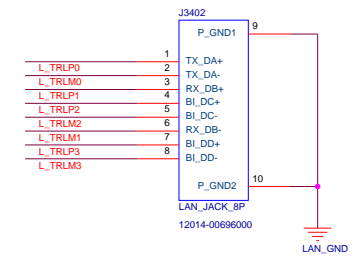 J3402
P_GND1 9
1 TX_DA+
L_TRLP0
2 TX_DA-
L_TRLM0
3 RX_DB+
L_TRLP1
4 BI_DC+
L_TRLP2
5 BI_DC-
L_TRLM2
6 RX_DB-
L_TRLM1
7 BI_DD+
L_TRLP3
8 BI_DD-
L_TRLM3
P_GND2 10
LAN_JACK_8P
12014-00696000
LAN_GND